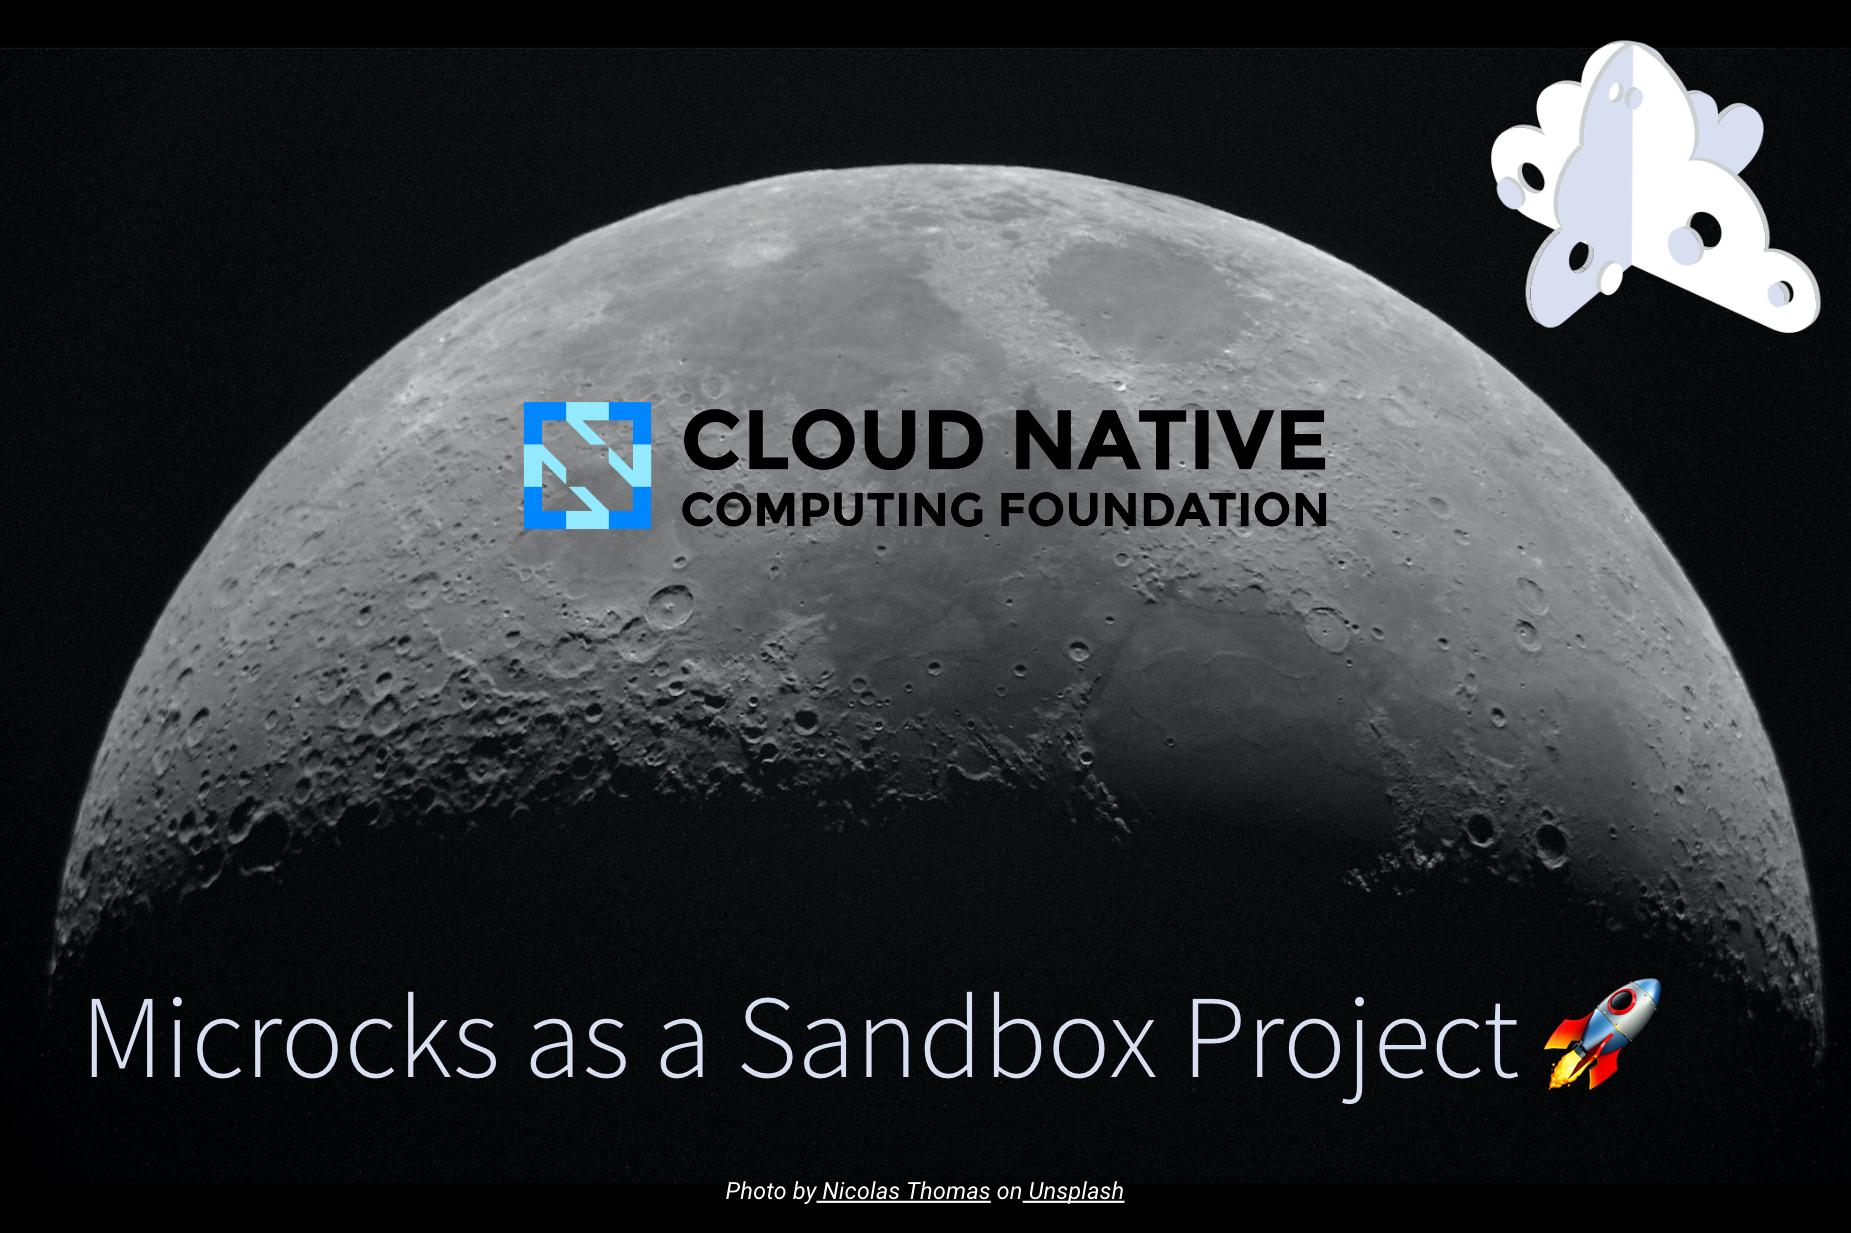 CLOUD NATIVE
COMPUTING FOUNDATION
Microcks as a Sandbox Project 🚀
Photo by Nicolas Thomas on Unsplash